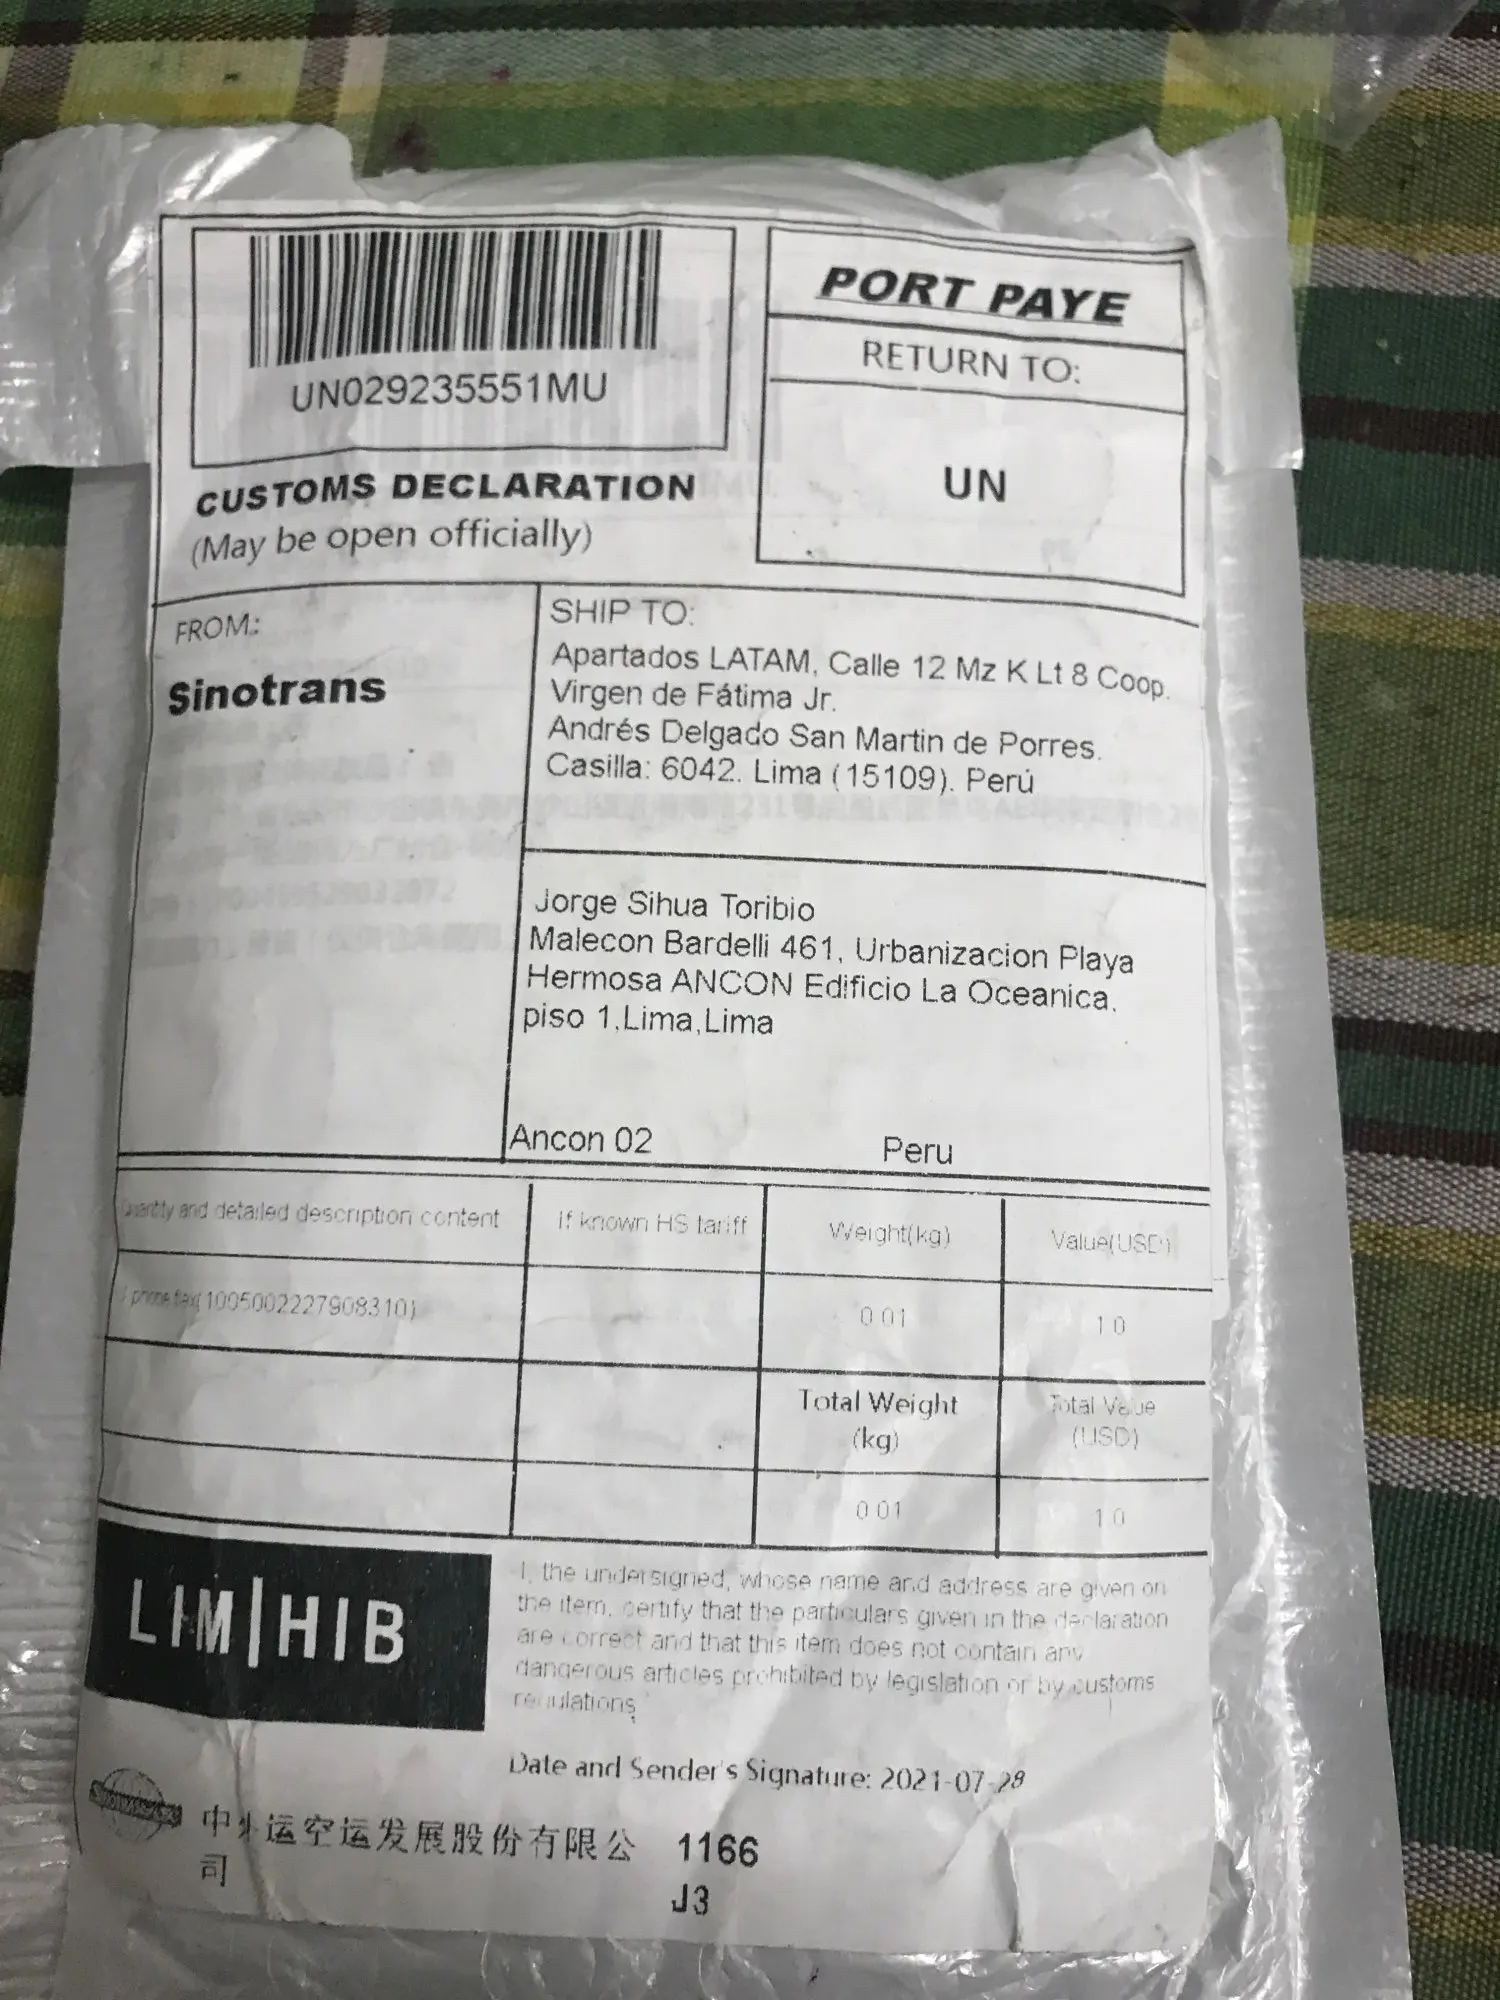 UN029235551MU
PORT PAYE
RETURN TO:
UN
CUSTOMS DECLARATION
(May be open officially)
FROM:
Sinotrans
SHIP TO:
Apartados LATAM, Calle 12 Mz K Lt 8 Coop.
Virgen de Fátima Jr.
Andrés Delgado San Martin de Porres.
Casilla: 6042. Lima (15109). Perú
Jorge Sihua Toribio
Malecon Bardelli 461, Urbanizacion Playa
Hermosa ANCON Edificio La Oceanica,
piso 1,Lima,Lima
Ancon 02 Peru
Quantity and detailed description content If known HS tariff Weight(kg) Value(USD)
phone (1005002227908310) 0.01 1.0
Total Weight Total Value
(kg) (USD)
0.01 1.0
LIM|HIB
I, the undersigned, whose name and address are given on
the item, certify that the particulars given in the declaration
are correct and that this item does not contain any
dangerous articles prohibited by legislation or by customs
regulations
Date and Sender's Signature: 2021-07-28
中外运空运发展股份有限公 1166
司 J3